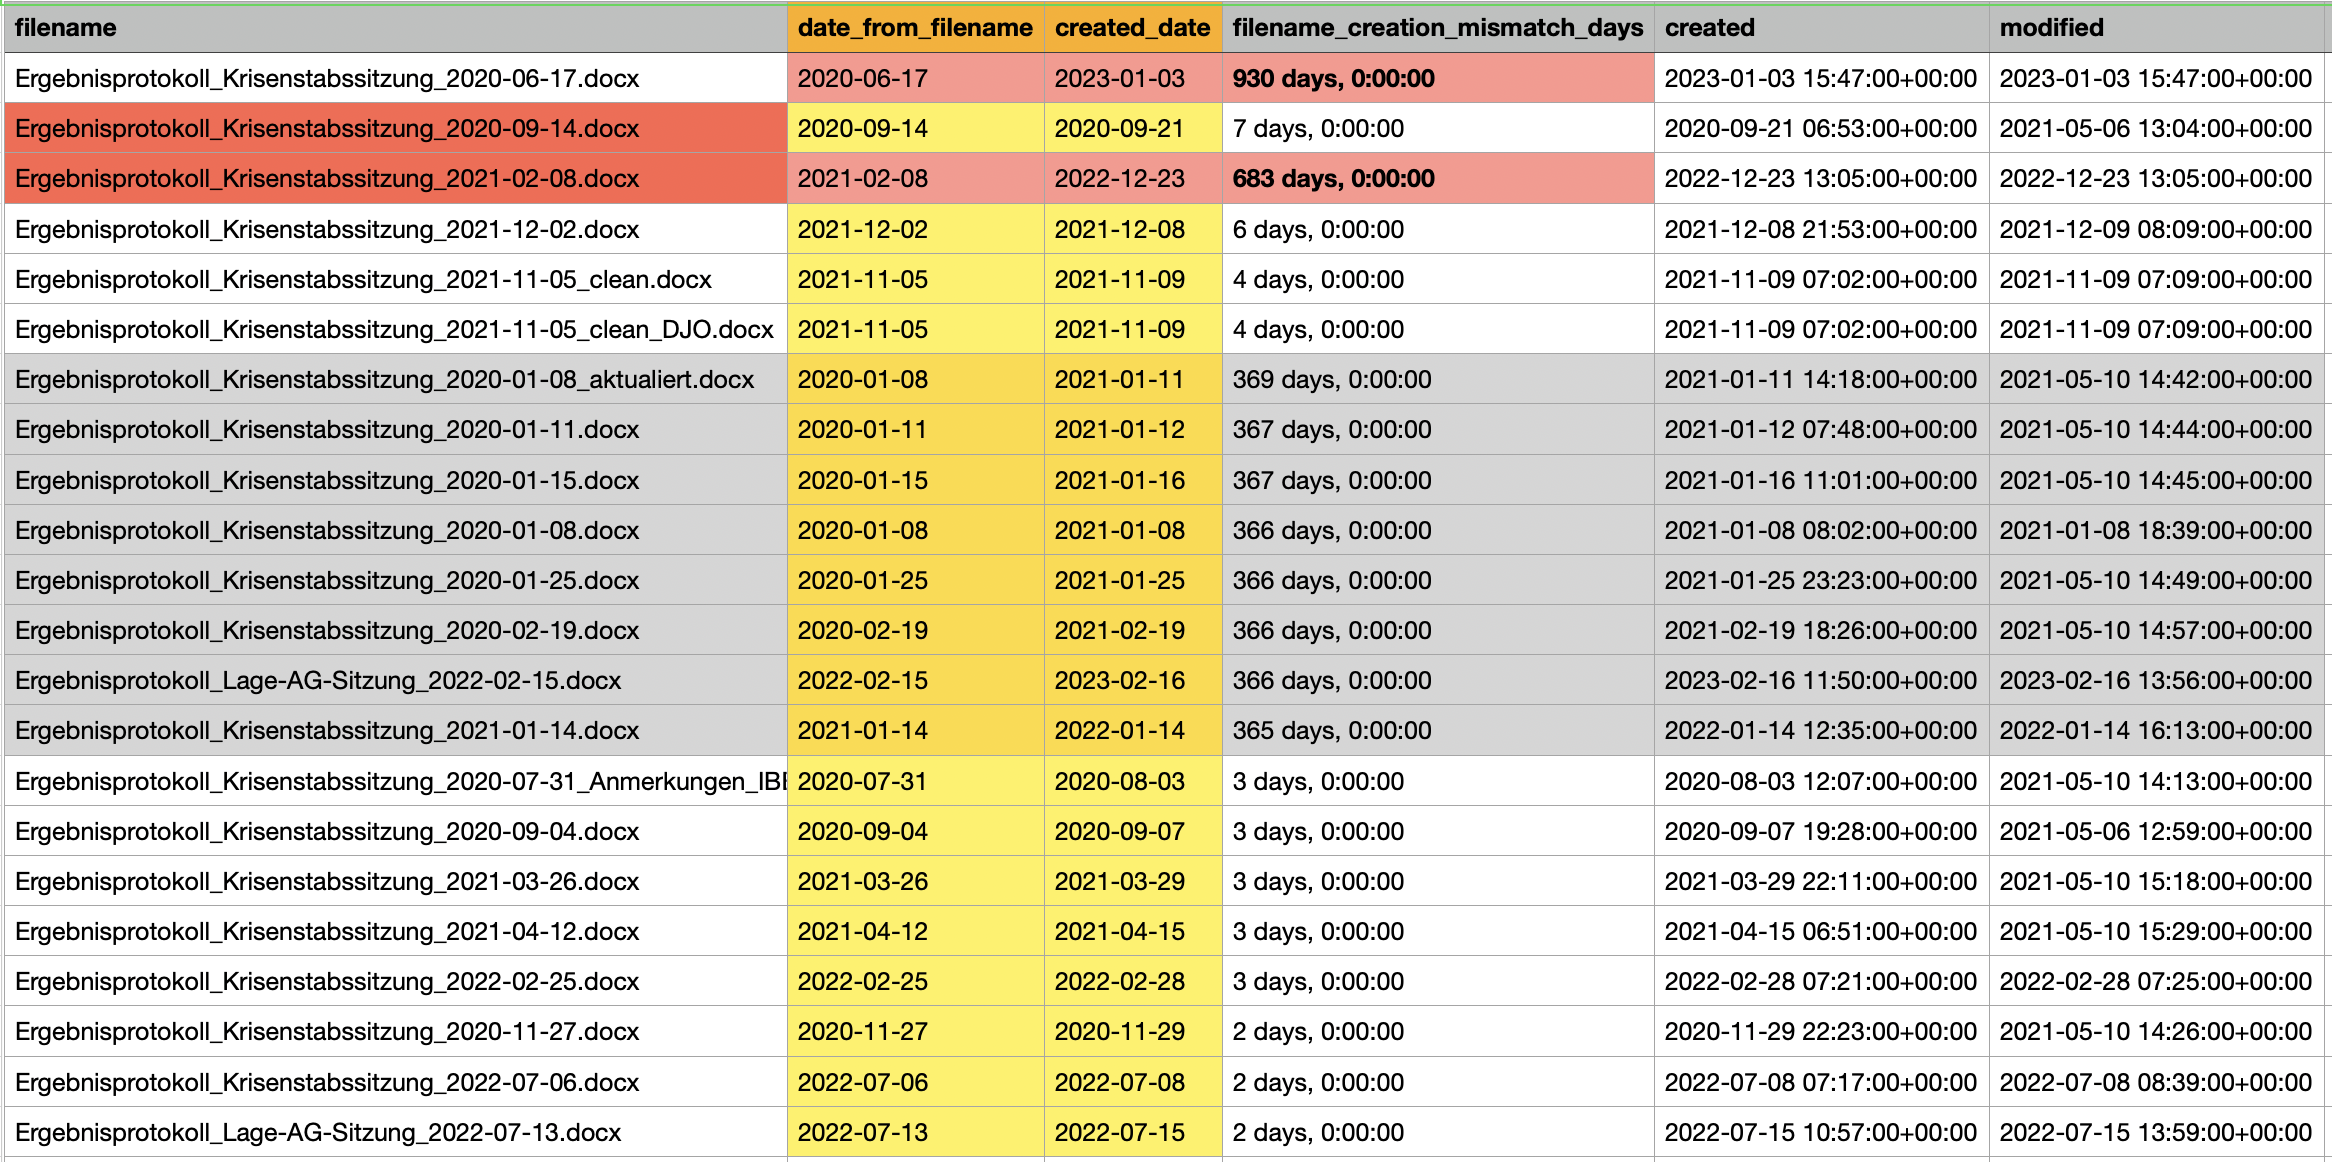 filename date_from_filename created_date filename_creation_mismatch_days created modified
Ergebnisprotokoll_Krisenstabssitzung_2020-06-17.docx 2020-06-17 2023-01-03 930 days, 0:00:00 2023-01-03 15:47:00+00:00 2023-01-03 15:47:00+00:00
Ergebnisprotokoll_Krisenstabssitzung_2020-09-14.docx 2020-09-14 2020-09-21 7 days, 0:00:00 2020-09-21 06:53:00+00:00 2021-05-06 13:04:00+00:00
Ergebnisprotokoll_Krisenstabssitzung_2021-02-08.docx 2021-02-08 2022-12-23 683 days, 0:00:00 2022-12-23 13:05:00+00:00 2022-12-23 13:05:00+00:00
Ergebnisprotokoll_Krisenstabssitzung_2021-12-02.docx 2021-12-02 2021-12-08 6 days, 0:00:00 2021-12-08 21:53:00+00:00 2021-12-09 08:09:00+00:00
Ergebnisprotokoll_Krisenstabssitzung_2021-11-05_clean.docx 2021-11-05 2021-11-09 4 days, 0:00:00 2021-11-09 07:02:00+00:00 2021-11-09 07:09:00+00:00
Ergebnisprotokoll_Krisenstabssitzung_2021-11-05_clean_DJO.docx 2021-11-05 2021-11-09 4 days, 0:00:00 2021-11-09 07:02:00+00:00 2021-11-09 07:09:00+00:00
Ergebnisprotokoll_Krisenstabssitzung_2020-01-08_aktualiert.docx 2020-01-08 2021-01-11 369 days, 0:00:00 2021-01-11 14:18:00+00:00 2021-05-10 14:42:00+00:00
Ergebnisprotokoll_Krisenstabssitzung_2020-01-11.docx 2020-01-11 2021-01-12 367 days, 0:00:00 2021-01-12 07:48:00+00:00 2021-05-10 14:44:00+00:00
Ergebnisprotokoll_Krisenstabssitzung_2020-01-15.docx 2020-01-15 2021-01-16 367 days, 0:00:00 2021-01-16 11:01:00+00:00 2021-05-10 14:45:00+00:00
Ergebnisprotokoll_Krisenstabssitzung_2020-01-08.docx 2020-01-08 2021-01-08 366 days, 0:00:00 2021-01-08 08:02:00+00:00 2021-01-08 18:39:00+00:00
Ergebnisprotokoll_Krisenstabssitzung_2020-01-25.docx 2020-01-25 2021-01-25 366 days, 0:00:00 2021-01-25 23:23:00+00:00 2021-05-10 14:49:00+00:00
Ergebnisprotokoll_Krisenstabssitzung_2020-02-19.docx 2020-02-19 2021-02-19 366 days, 0:00:00 2021-02-19 18:26:00+00:00 2021-05-10 14:57:00+00:00
Ergebnisprotokoll_Lage-AG-Sitzung_2022-02-15.docx 2022-02-15 2023-02-16 366 days, 0:00:00 2023-02-16 11:50:00+00:00 2023-02-16 13:56:00+00:00
Ergebnisprotokoll_Krisenstabssitzung_2021-01-14.docx 2021-01-14 2022-01-14 365 days, 0:00:00 2022-01-14 12:35:00+00:00 2022-01-14 16:13:00+00:00
Ergebnisprotokoll_Krisenstabssitzung_2020-07-31_Anmerkungen_IB 2020-07-31 2020-08-03 3 days, 0:00:00 2020-08-03 12:07:00+00:00 2021-05-10 14:13:00+00:00
Ergebnisprotokoll_Krisenstabssitzung_2020-09-04.docx 2020-09-04 2020-09-07 3 days, 0:00:00 2020-09-07 19:28:00+00:00 2021-05-06 12:59:00+00:00
Ergebnisprotokoll_Krisenstabssitzung_2021-03-26.docx 2021-03-26 2021-03-29 3 days, 0:00:00 2021-03-29 22:11:00+00:00 2021-05-10 15:18:00+00:00
Ergebnisprotokoll_Krisenstabssitzung_2021-04-12.docx 2021-04-12 2021-04-15 3 days, 0:00:00 2021-04-15 06:51:00+00:00 2021-05-10 15:29:00+00:00
Ergebnisprotokoll_Krisenstabssitzung_2022-02-25.docx 2022-02-25 2022-02-28 3 days, 0:00:00 2022-02-28 07:21:00+00:00 2022-02-28 07:25:00+00:00
Ergebnisprotokoll_Krisenstabssitzung_2020-11-27.docx 2020-11-27 2020-11-29 2 days, 0:00:00 2020-11-29 22:23:00+00:00 2021-05-10 14:26:00+00:00
Ergebnisprotokoll_Krisenstabssitzung_2022-07-06.docx 2022-07-06 2022-07-08 2 days, 0:00:00 2022-07-08 07:17:00+00:00 2022-07-08 08:39:00+00:00
Ergebnisprotokoll_Lage-AG-Sitzung_2022-07-13.docx 2022-07-13 2022-07-15 2 days, 0:00:00 2022-07-15 10:57:00+00:00 2022-07-15 13:59:00+00:00